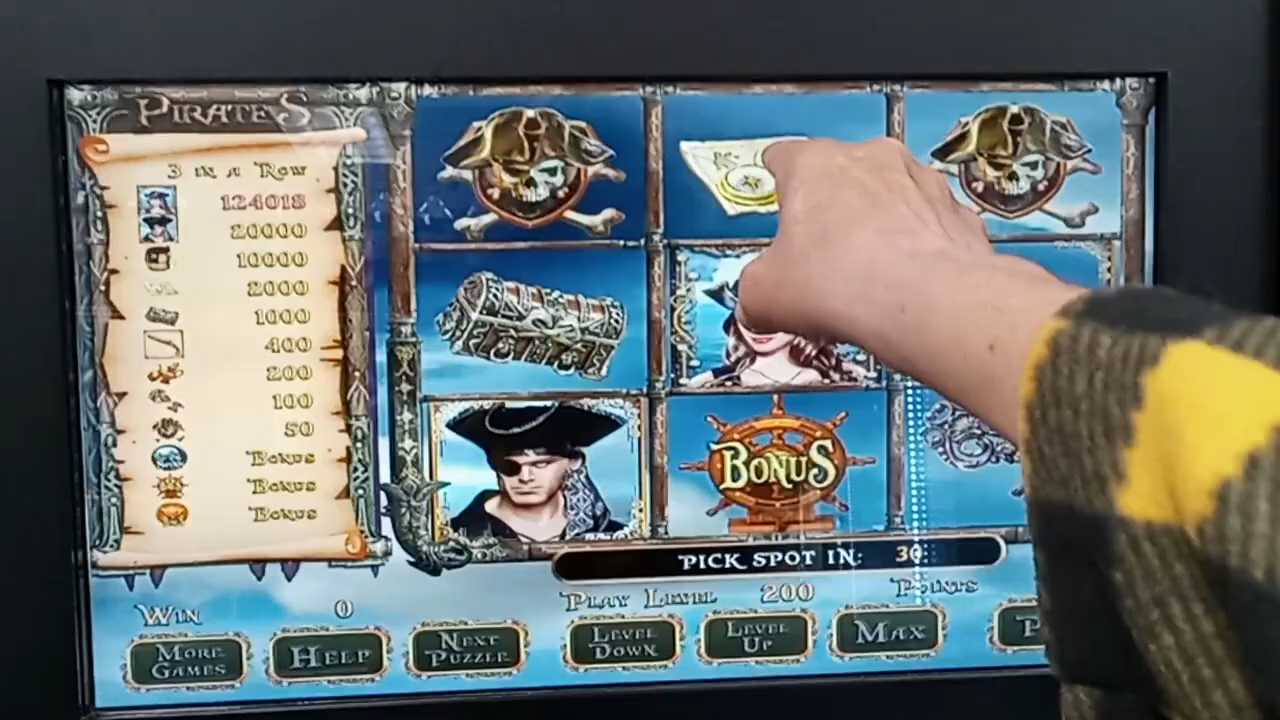 PIRATES
3 IN A ROW
124018
20000
10000
2000
1000
400
200
100
50
BONUS
BONUS
BONUS
BONUS
PICK SPOT IN: 30
WIN 0 PLAY LEVEL 200 POINTS
MORE GAMES
HELP
NEXT PUZZLE
LEVEL DOWN
LEVEL UP
MAX